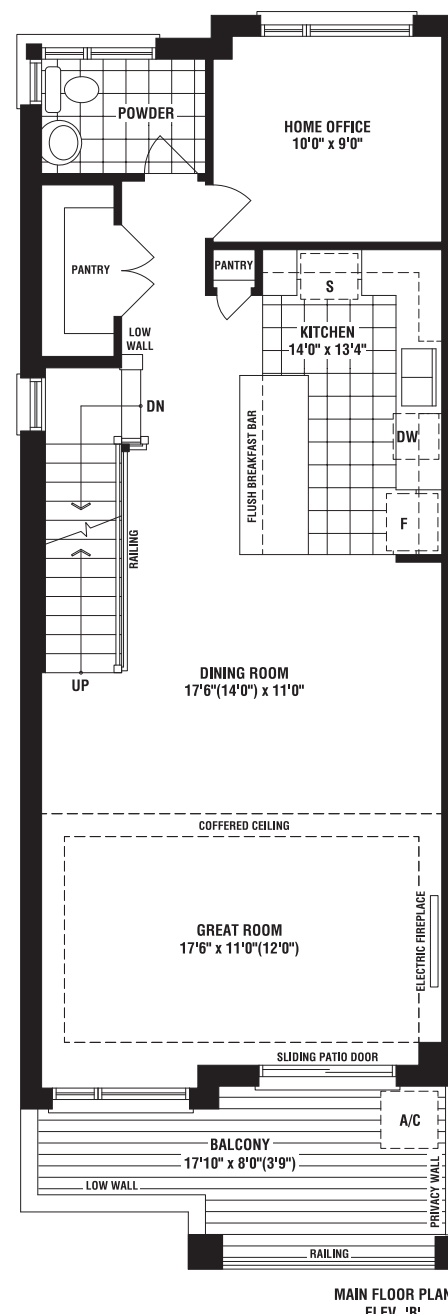 POWDER
HOME OFFICE
10'0" x 9'0"
PANTRY
PANTRY
S
KITCHEN
14'0" x 13'4"
LOW
WALL
DN
FLUSH BREAKFAST BAR
DW
F
RAILING
UP
DINING ROOM
17'6"(14'0") x 11'0"
COFFERED CEILING
GREAT ROOM
17'6" x 11'0"(12'0")
ELECTRIC FIREPLACE
SLIDING PATIO DOOR
A/C
BALCONY
17'10" x 8'0"(3'9")
LOW WALL
PRIVACY WALL
RAILING
MAIN FLOOR PLAN
ELEV. 'B'